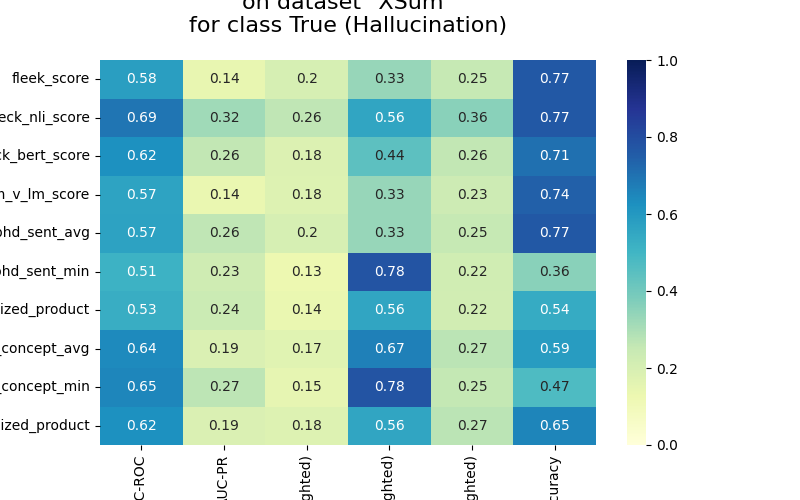 on dataset "XSum"
for class True (Hallucination)
fleek_score 0.58 0.14 0.2 0.33 0.25 0.77
eck_nli_score 0.69 0.32 0.26 0.56 0.36 0.77
ck_bert_score 0.62 0.26 0.18 0.44 0.26 0.71
n_v_lm_score 0.57 0.14 0.18 0.33 0.23 0.74
ohd_sent_avg 0.57 0.26 0.2 0.33 0.25 0.77
ohd_sent_min 0.51 0.23 0.13 0.78 0.22 0.36
ized_product 0.53 0.24 0.14 0.56 0.22 0.54
_concept_avg 0.64 0.19 0.17 0.67 0.27 0.59
_concept_min 0.65 0.27 0.15 0.78 0.25 0.47
ized_product 0.62 0.19 0.18 0.56 0.27 0.65
C-ROC
UC-PR
ghted)
ghted)
ghted)
curacy
1.0
0.8
0.6
0.4
0.2
0.0